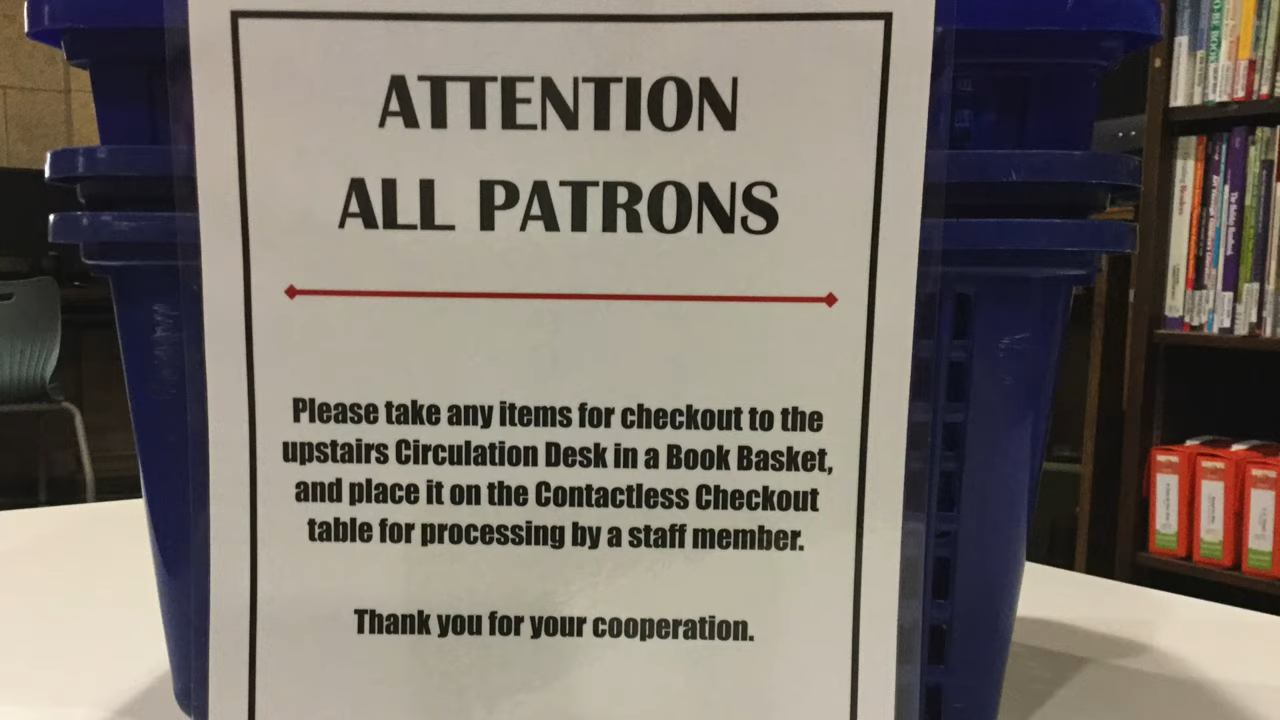 ATTENTION
ALL PATRONS
Please take any items for checkout to the
upstairs Circulation Desk in a Book Basket,
and place it on the Contactless Checkout
table for processing by a staff member.
Thank you for your cooperation.